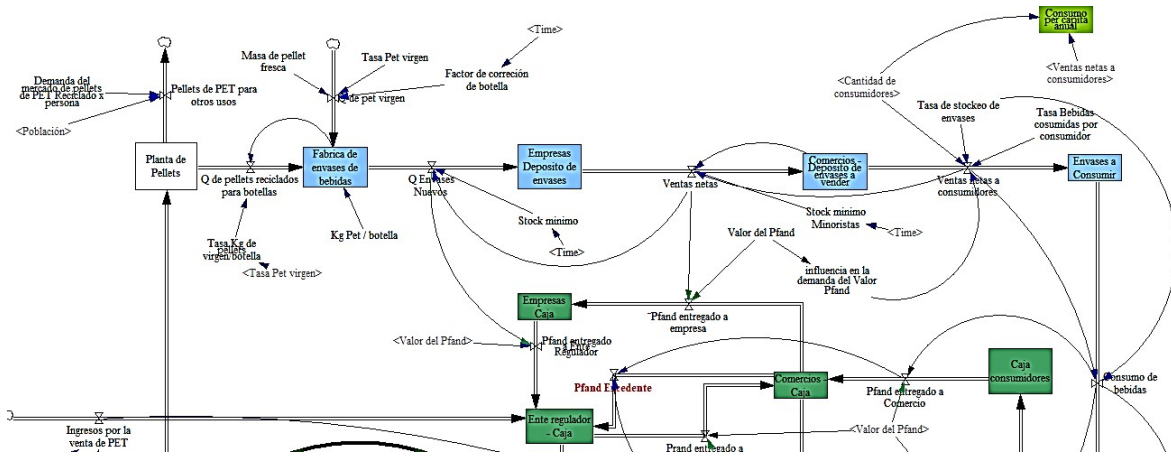 Consumo
per capita
anual
<Time>
Masa de pellet
fresca
Tasa Pet virgen
<Ventas netas a
consumidores>
Demanda del
mercado de pellets
de PET Reciclado x
persona
Pellets de PET para
otros usos
Factor de correción
de botella
<Cantidad de
consumidores>
Q de pet virgen
Tasa de stockeo de
envases
Tasa Bebidas
cosumidas por
consumidor
<Población>
Planta de
Pellets
Fábrica de
envases de
bebidas
Empresas
Deposito de
envases
Comercios -
Depósito de
envases a
vender
Envases a
Consumir
Q de pellets reciclados
para botellas
Q Envases
Nuevos
Ventas netas
Ventas netas a
consumidores
Stock minimo
Stock minimo
Minoristas
Kg Pet / botella
<Time>
Valor del Pfand
<Time>
Tasa Kg de
pellets
virgen/botella
<Tasa Pet virgen>
influencia en la
demanda del Valor
Pfand
Empresas
Caja
Pfand entregado a
empresa
<Valor del Pfand>
Pfand entregado
a Ente
Regulador
Caja
consumidores
Pfand Excedente
Comercios -
Caja
Pfand entregado a
Comercio
Consumo de
bebidas
Ingresos por la
venta de PET
Ente regulador
- Caja
<Valor del Pfand>
Pfand entregado a